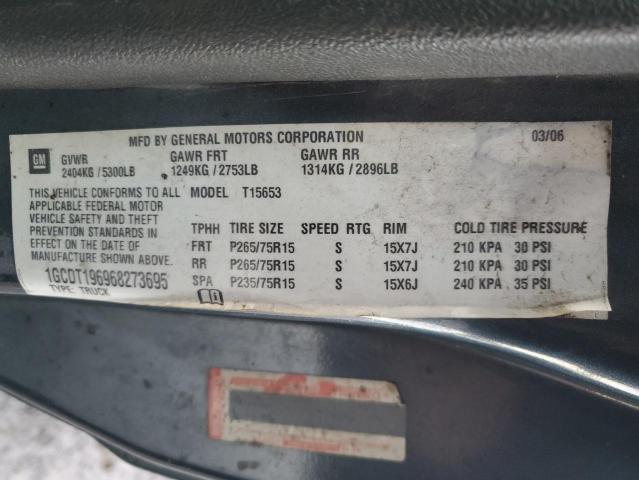 MFD BY GENERAL MOTORS CORPORATION 03/06
GM GVWR GAWR FRT GAWR RR
2404KG / 5300LB 1249KG / 2753LB 1314KG / 2896LB
THIS VEHICLE CONFORMS TO ALL MODEL T15653
APPLICABLE FEDERAL MOTOR
VEHICLE SAFETY AND THEFT
PREVENTION STANDARDS IN
EFFECT ON THE DATE OF
MANUFACTURE SHOWN ABOVE.
1GCDT196968273695
TYPE: TRUCK
TPHH TIRE SIZE SPEED RTG RIM COLD TIRE PRESSURE
FRT P265/75R15 S 15X7J 210 KPA 30 PSI
RR P265/75R15 S 15X7J 210 KPA 30 PSI
SPA P235/75R15 S 15X6J 240 KPA 35 PSI